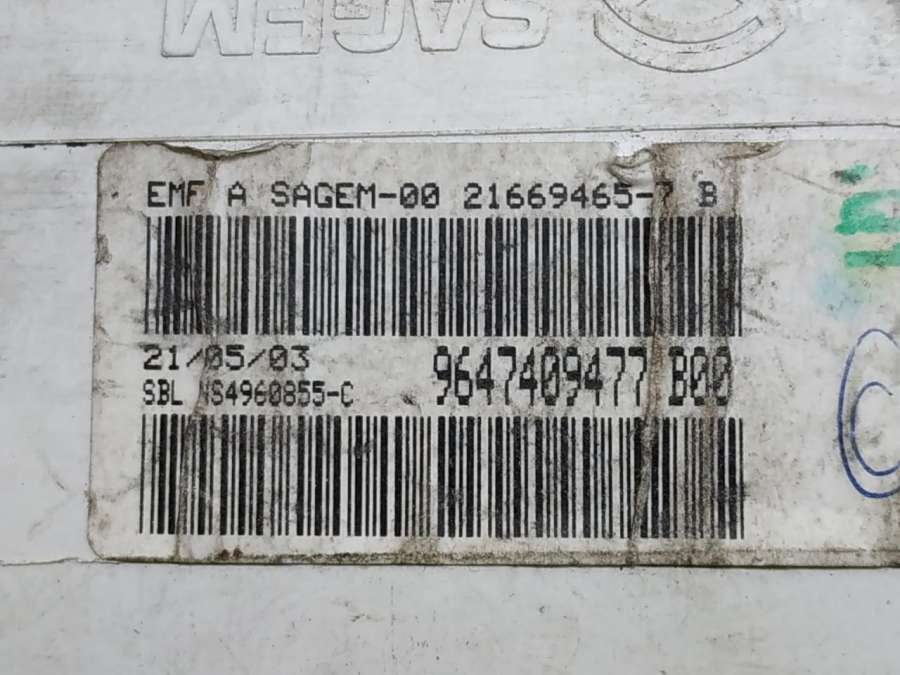 SAGEM
EMF A SAGEM-00 21669465-7 B
21/05/03
9647409477 B00
SBL NS4960855-C
C